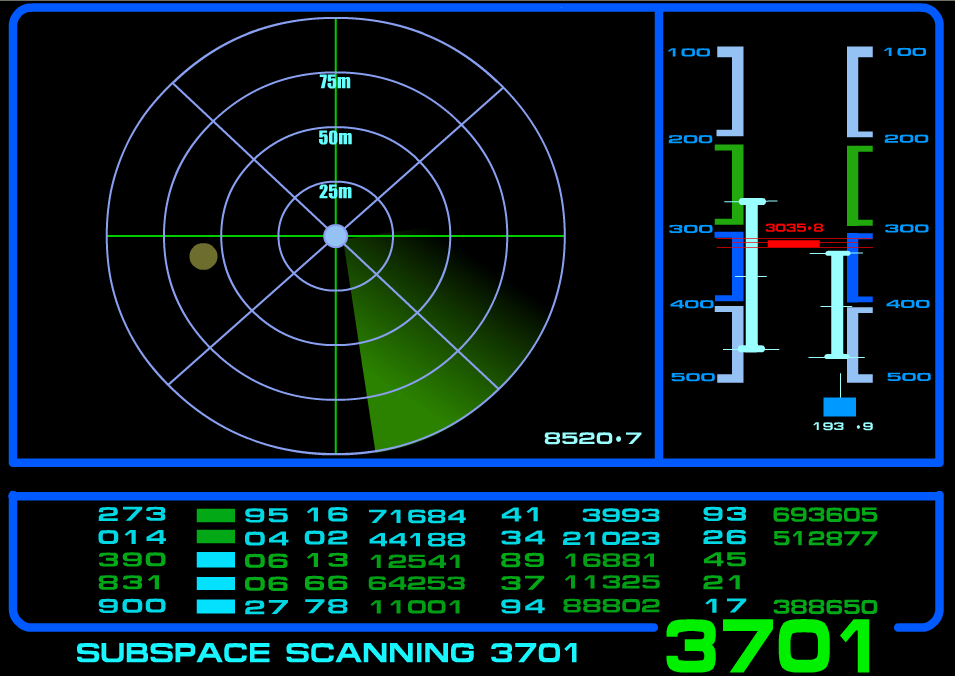 75m
50m
25m
8520•7
100 100
200 200
300 3035•8 300
400 400
500 500
193 •9
273 95 16 71684 41 3993 93 693605
014 04 02 44188 34 21023 26 512877
390 06 13 12541 89 16881 45
831 06 66 64253 37 11325 21
900 27 78 11001 94 88802 17 388650
SUBSPACE SCANNING 3701
3701